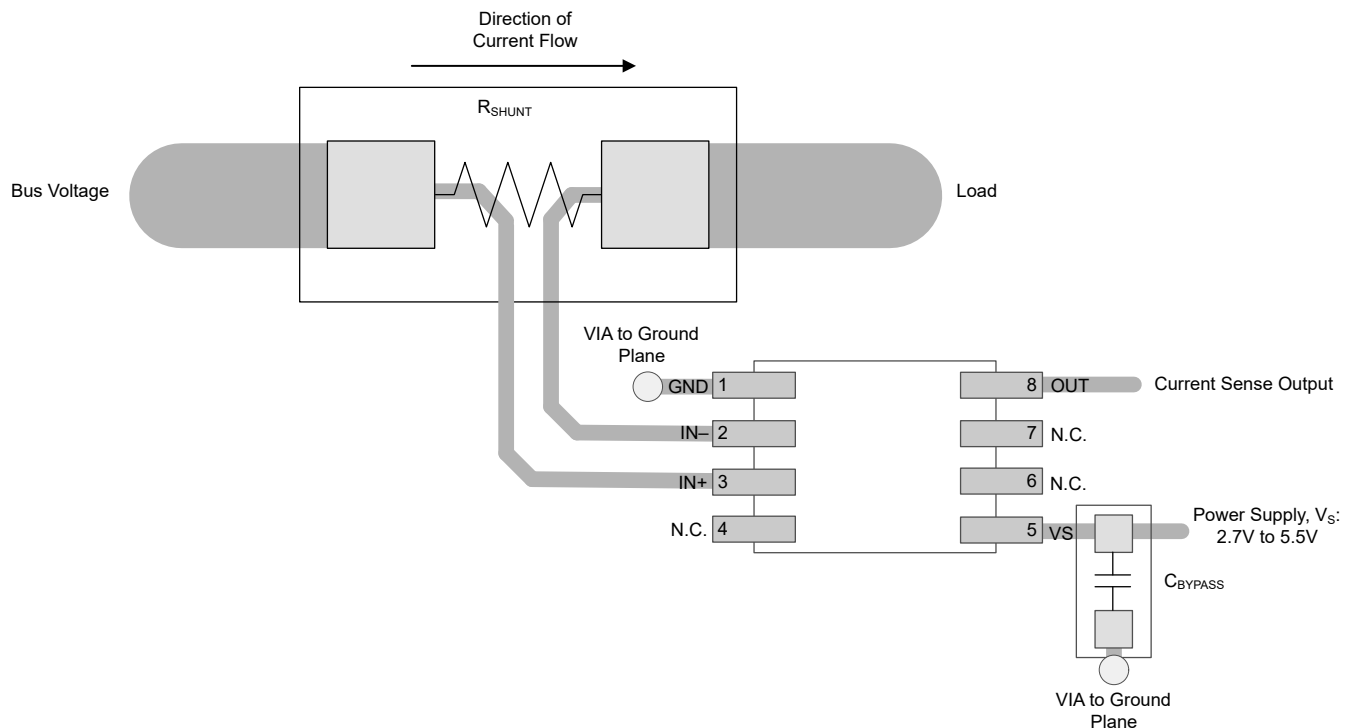 Direction of
Current Flow
RSHUNT
Bus Voltage
Load
VIA to Ground
Plane
GND 1
8 OUT
Current Sense Output
IN– 2
7 N.C.
IN+ 3
6 N.C.
N.C. 4
5 VS
Power Supply, VS:
2.7V to 5.5V
CBYPASS
VIA to Ground
Plane